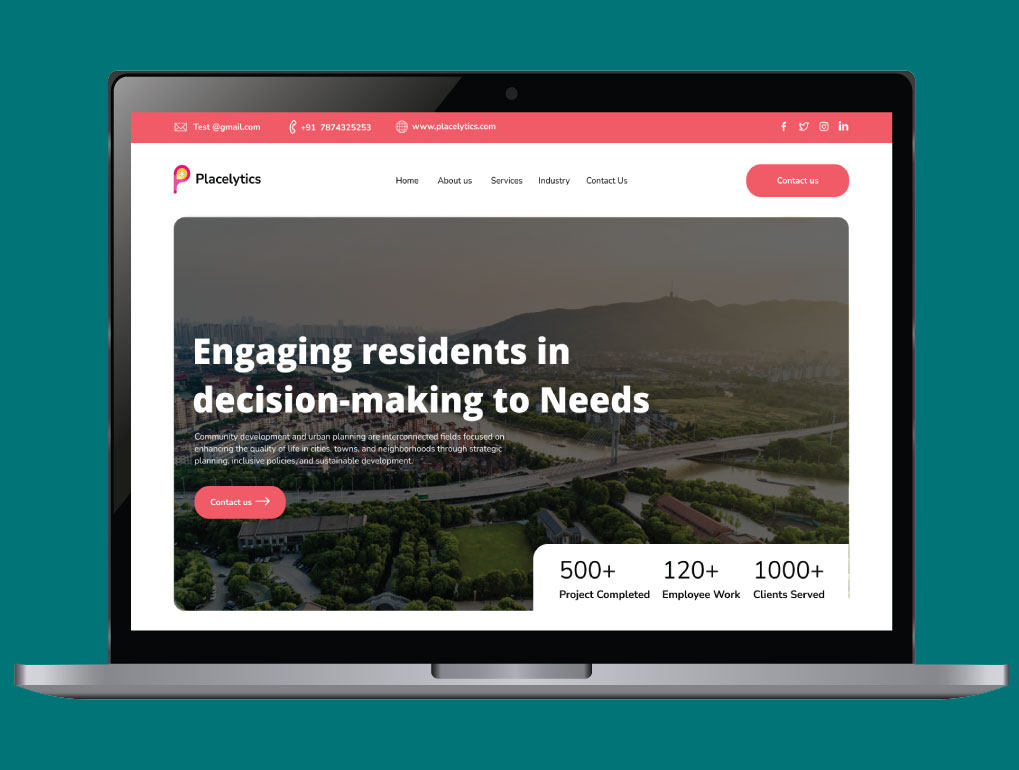 Test @gmail.com
+91 7874325253
www.placelytics.com
Placelytics
Home
About us
Services
Industry
Contact Us
Contact us
Engaging residents in
decision-making to Needs
Community development and urban planning are interconnected fields focused on
enhancing the quality of life in cities, towns, and neighborhoods through strategic
planning, inclusive policies, and sustainable development.
Contact us
500+
Project Completed
120+
Employee Work
1000+
Clients Served